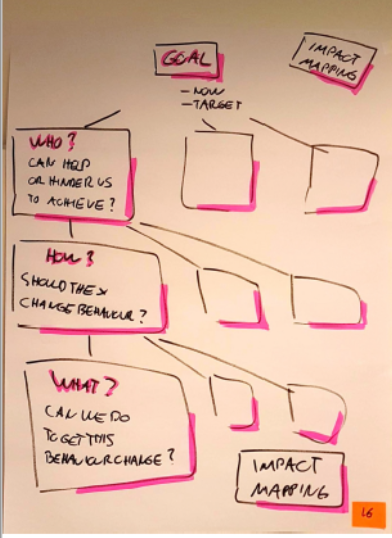 GOAL
IMPACT
MAPPING
- NOW
- TARGET
WHO?
CAN HELP
OR HINDER US
TO ACHIEVE?
HOW?
SHOULD THEY
CHANGE BEHAVIOUR?
WHAT?
CAN WE DO
TO GET THIS
BEHAVIOUR CHANGE?
IMPACT
MAPPING
16